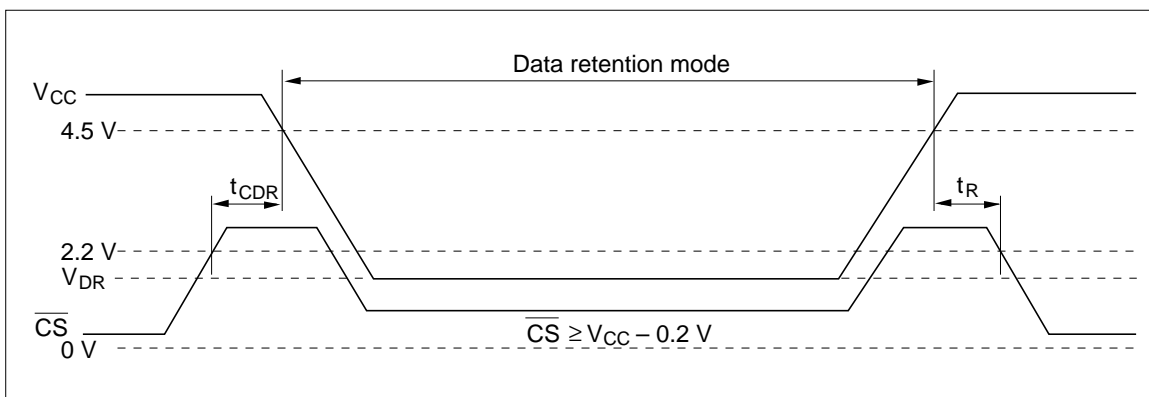 Data retention mode
VCC
4.5 V
tCDR
tR
2.2 V
VDR
CS
CS ≥ VCC – 0.2 V
0 V